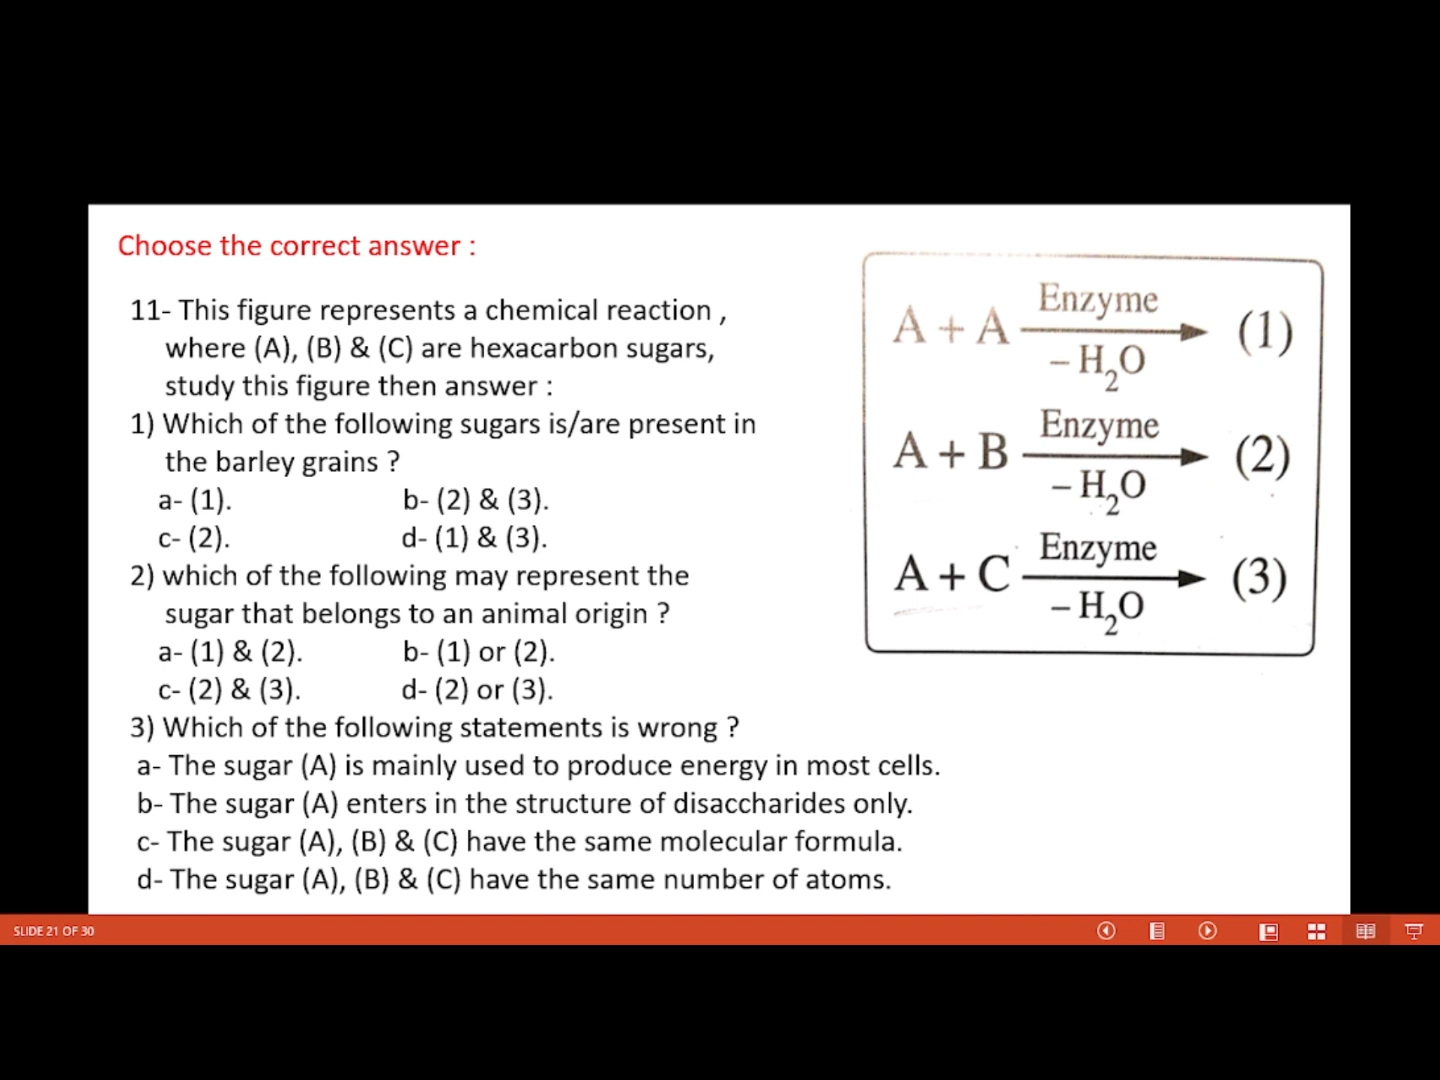 Choose the correct answer :
11- This figure represents a chemical reaction ,
where (A), (B) & (C) are hexacarbon sugars,
study this figure then answer :
1) Which of the following sugars is/are present in
the barley grains ?
a- (1). b- (2) & (3).
c- (2). d- (1) & (3).
2) which of the following may represent the
sugar that belongs to an animal origin ?
a- (1) & (2). b- (1) or (2).
c- (2) & (3). d- (2) or (3).
3) Which of the following statements is wrong ?
a- The sugar (A) is mainly used to produce energy in most cells.
b- The sugar (A) enters in the structure of disaccharides only.
c- The sugar (A), (B) & (C) have the same molecular formula.
d- The sugar (A), (B) & (C) have the same number of atoms.
Enzyme
A + A (1)
– H₂O
Enzyme
A + B (2)
– H₂O
Enzyme
A + C (3)
– H₂O
SLIDE 21 OF 30